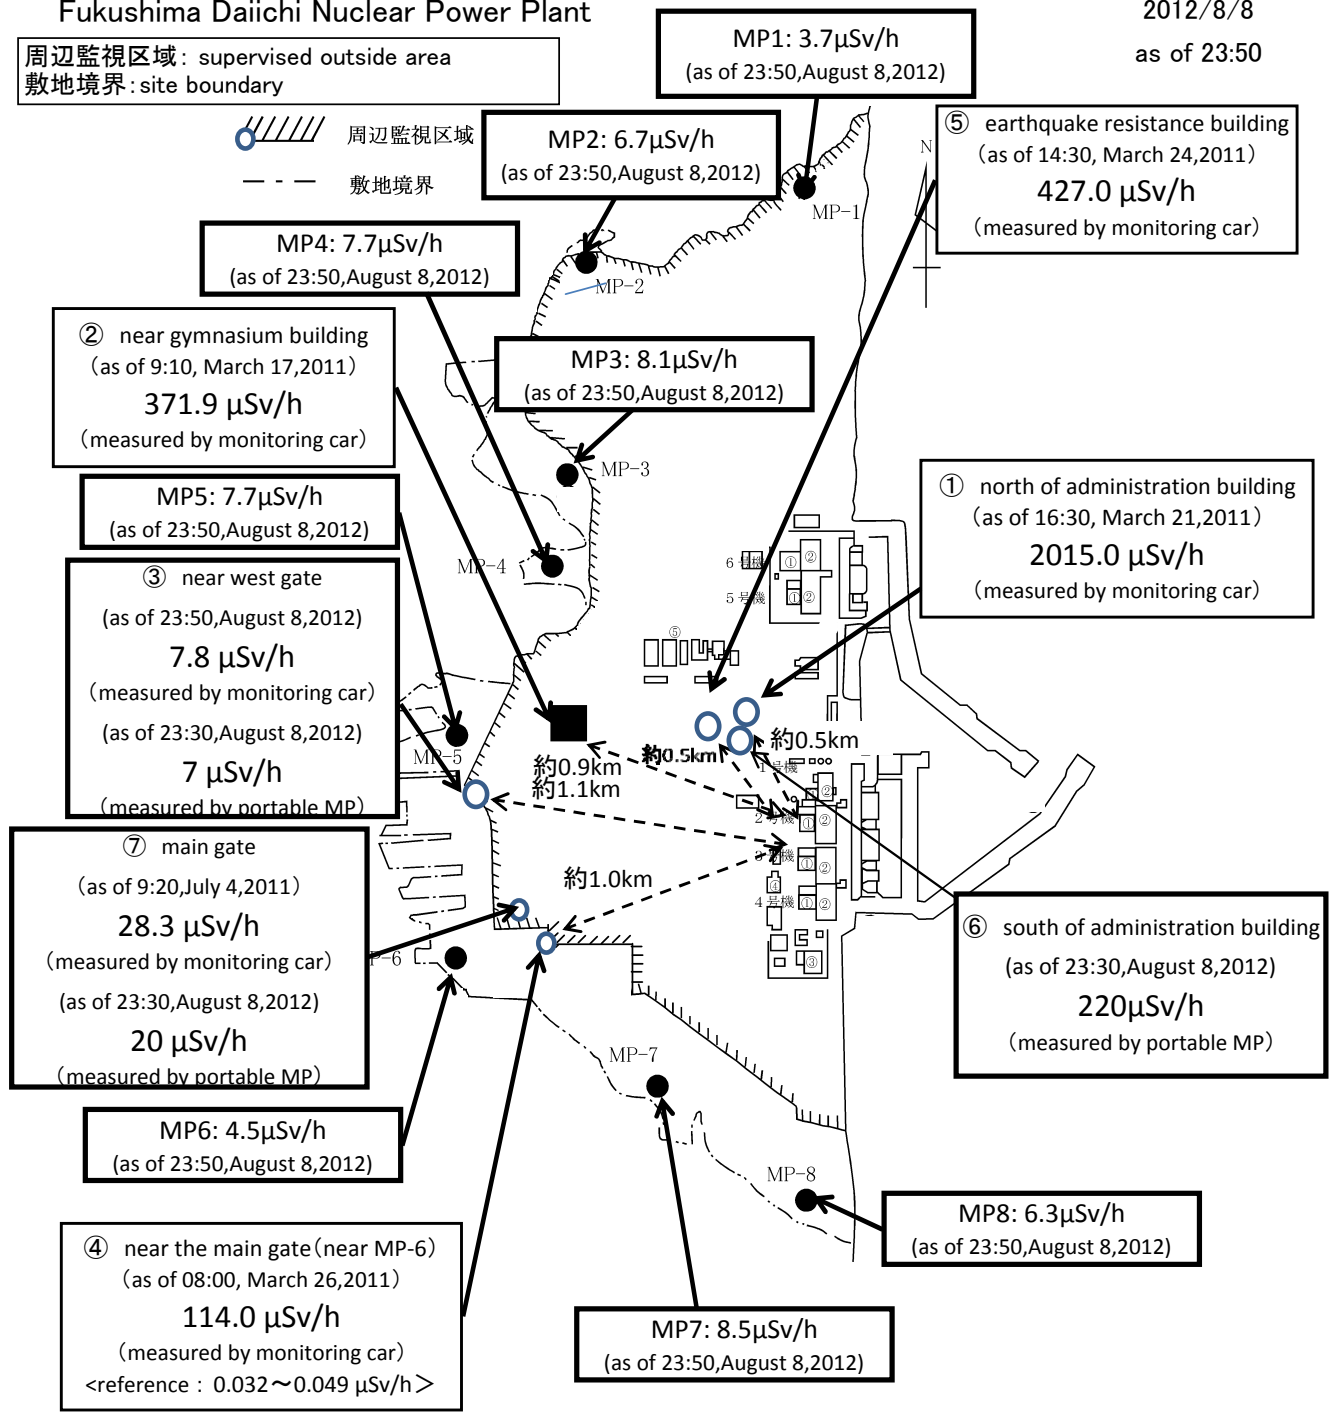 Fukushima Daiichi Nuclear Power Plant
2012/8/8
as of 23:50
周辺監視区域: supervised outside area
敷地境界:site boundary
周辺監視区域
敷地境界
MP1: 3.7μSv/h
(as of 23:50,August 8,2012)
MP2: 6.7μSv/h
(as of 23:50,August 8,2012)
⑤ earthquake resistance building
(as of 14:30, March 24,2011)
427.0 μSv/h
(measured by monitoring car)
N
MP-1
MP4: 7.7μSv/h
(as of 23:50,August 8,2012)
MP-2
② near gymnasium building
(as of 9:10, March 17,2011)
371.9 μSv/h
(measured by monitoring car)
MP3: 8.1μSv/h
(as of 23:50,August 8,2012)
MP-3
MP5: 7.7μSv/h
(as of 23:50,August 8,2012)
① north of administration building
(as of 16:30, March 21,2011)
2015.0 μSv/h
(measured by monitoring car)
MP-4
6号機
①
②
5号機
①
②
⑤
③ near west gate
(as of 23:50,August 8,2012)
7.8 μSv/h
(measured by monitoring car)
(as of 23:30,August 8,2012)
7 μSv/h
(measured by portable MP)
MP-5
約0.9km
約1.1km
約0.5km
約0.5km
1号機
②
2号機
①
②
3号機
①
②
約1.0km
④
4号機
①
②
③
⑦ main gate
(as of 9:20,July 4,2011)
28.3 μSv/h
(measured by monitoring car)
(as of 23:30,August 8,2012)
20 μSv/h
(measured by portable MP)
P-6
⑥ south of administration building
(as of 23:30,August 8,2012)
220μSv/h
(measured by portable MP)
MP-7
MP6: 4.5μSv/h
(as of 23:50,August 8,2012)
MP-8
MP8: 6.3μSv/h
(as of 23:50,August 8,2012)
④ near the main gate(near MP-6)
(as of 08:00, March 26,2011)
114.0 μSv/h
(measured by monitoring car)
<reference : 0.032～0.049 μSv/h>
MP7: 8.5μSv/h
(as of 23:50,August 8,2012)